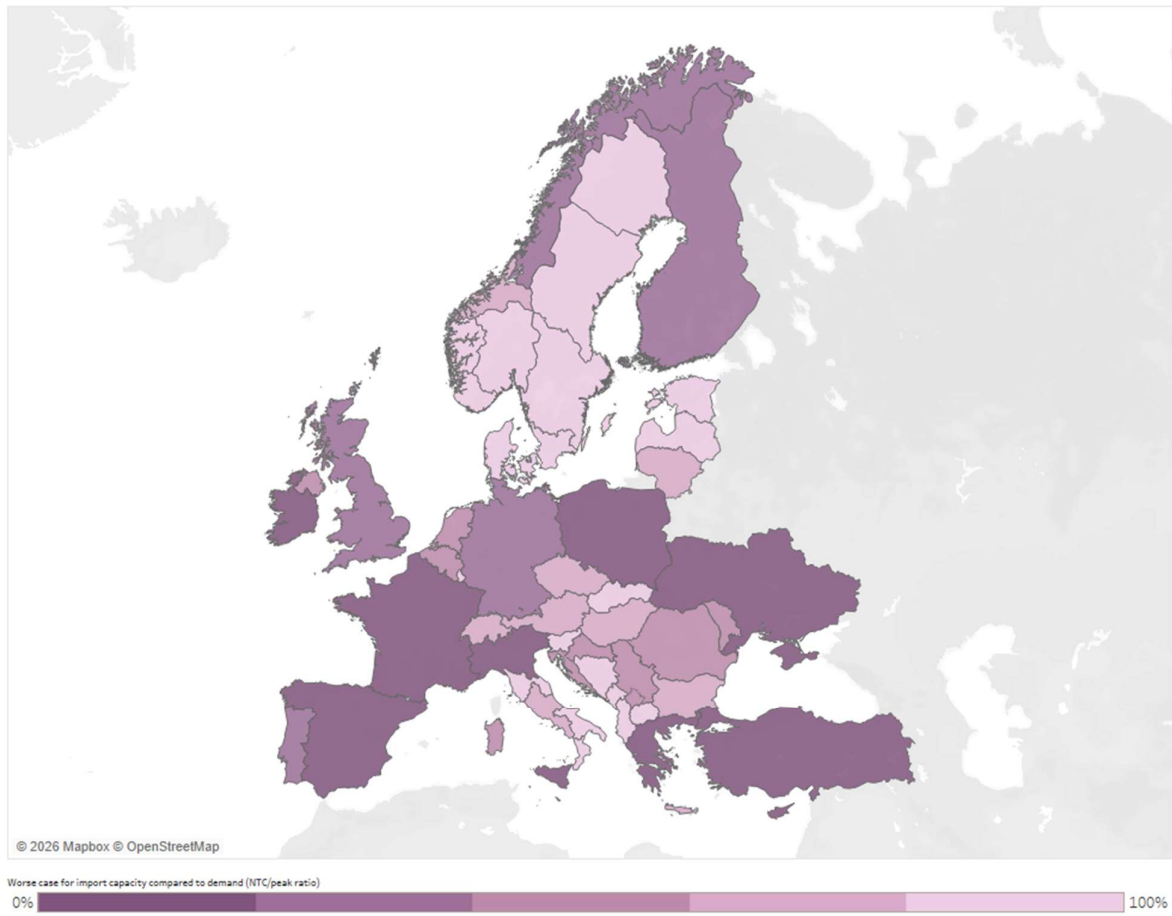 © 2026 Mapbox © OpenStreetMap
Worse case for import capacity compared to demand (NTC/peak ratio)
0% 100%